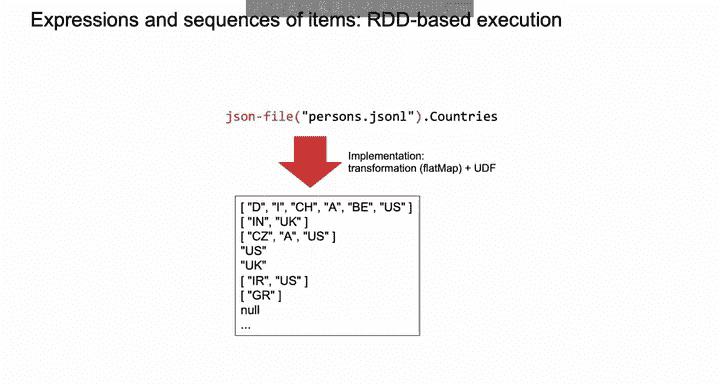 Expressions and sequences of items: RDD-based execution
json-file("persons.jsonl").Countries
Implementation:
transformation (flatMap) + UDF
[ "D", "I", "CH", "A", "BE", "US" ]
[ "IN", "UK" ]
[ "CZ", "A", "US" ]
"US"
"UK"
[ "IR", "US" ]
[ "GR" ]
null
...